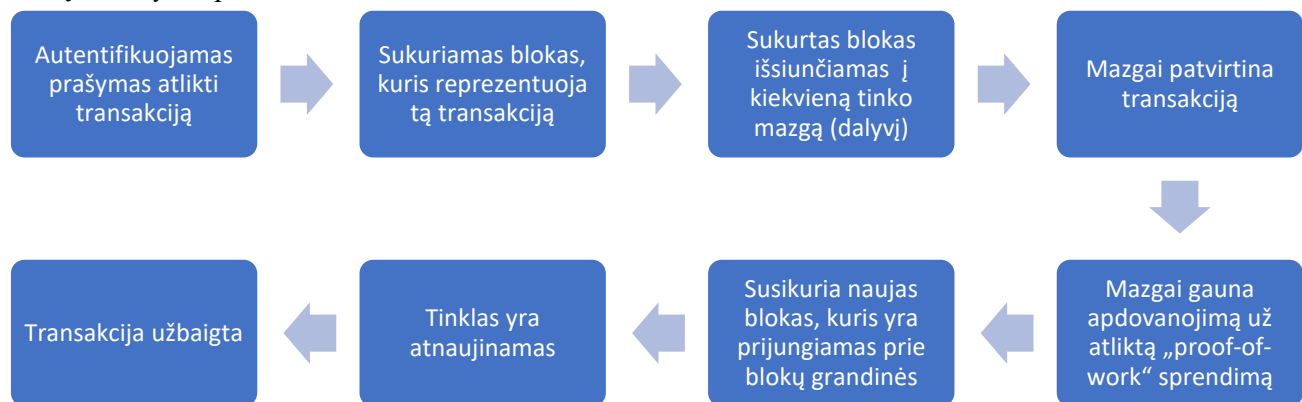 Autentifikuojamas
prašymas atlikti
transakciją
Sukuriamas blokas,
kuris reprezentuoja
tą transakciją
Sukurtas blokas
išsiunčiamas į
kiekvieną tinko
mazgą (dalyvį)
Mazgai patvirtina
transakciją
Mazgai gauna
apdovanojimą už
atliktą „proof-of-
work“ sprendimą
Susikuria naujas
blokas, kuris yra
prijungiamas prie
blokų grandinės
Tinklas yra
atnaujinamas
Transakcija užbaigta